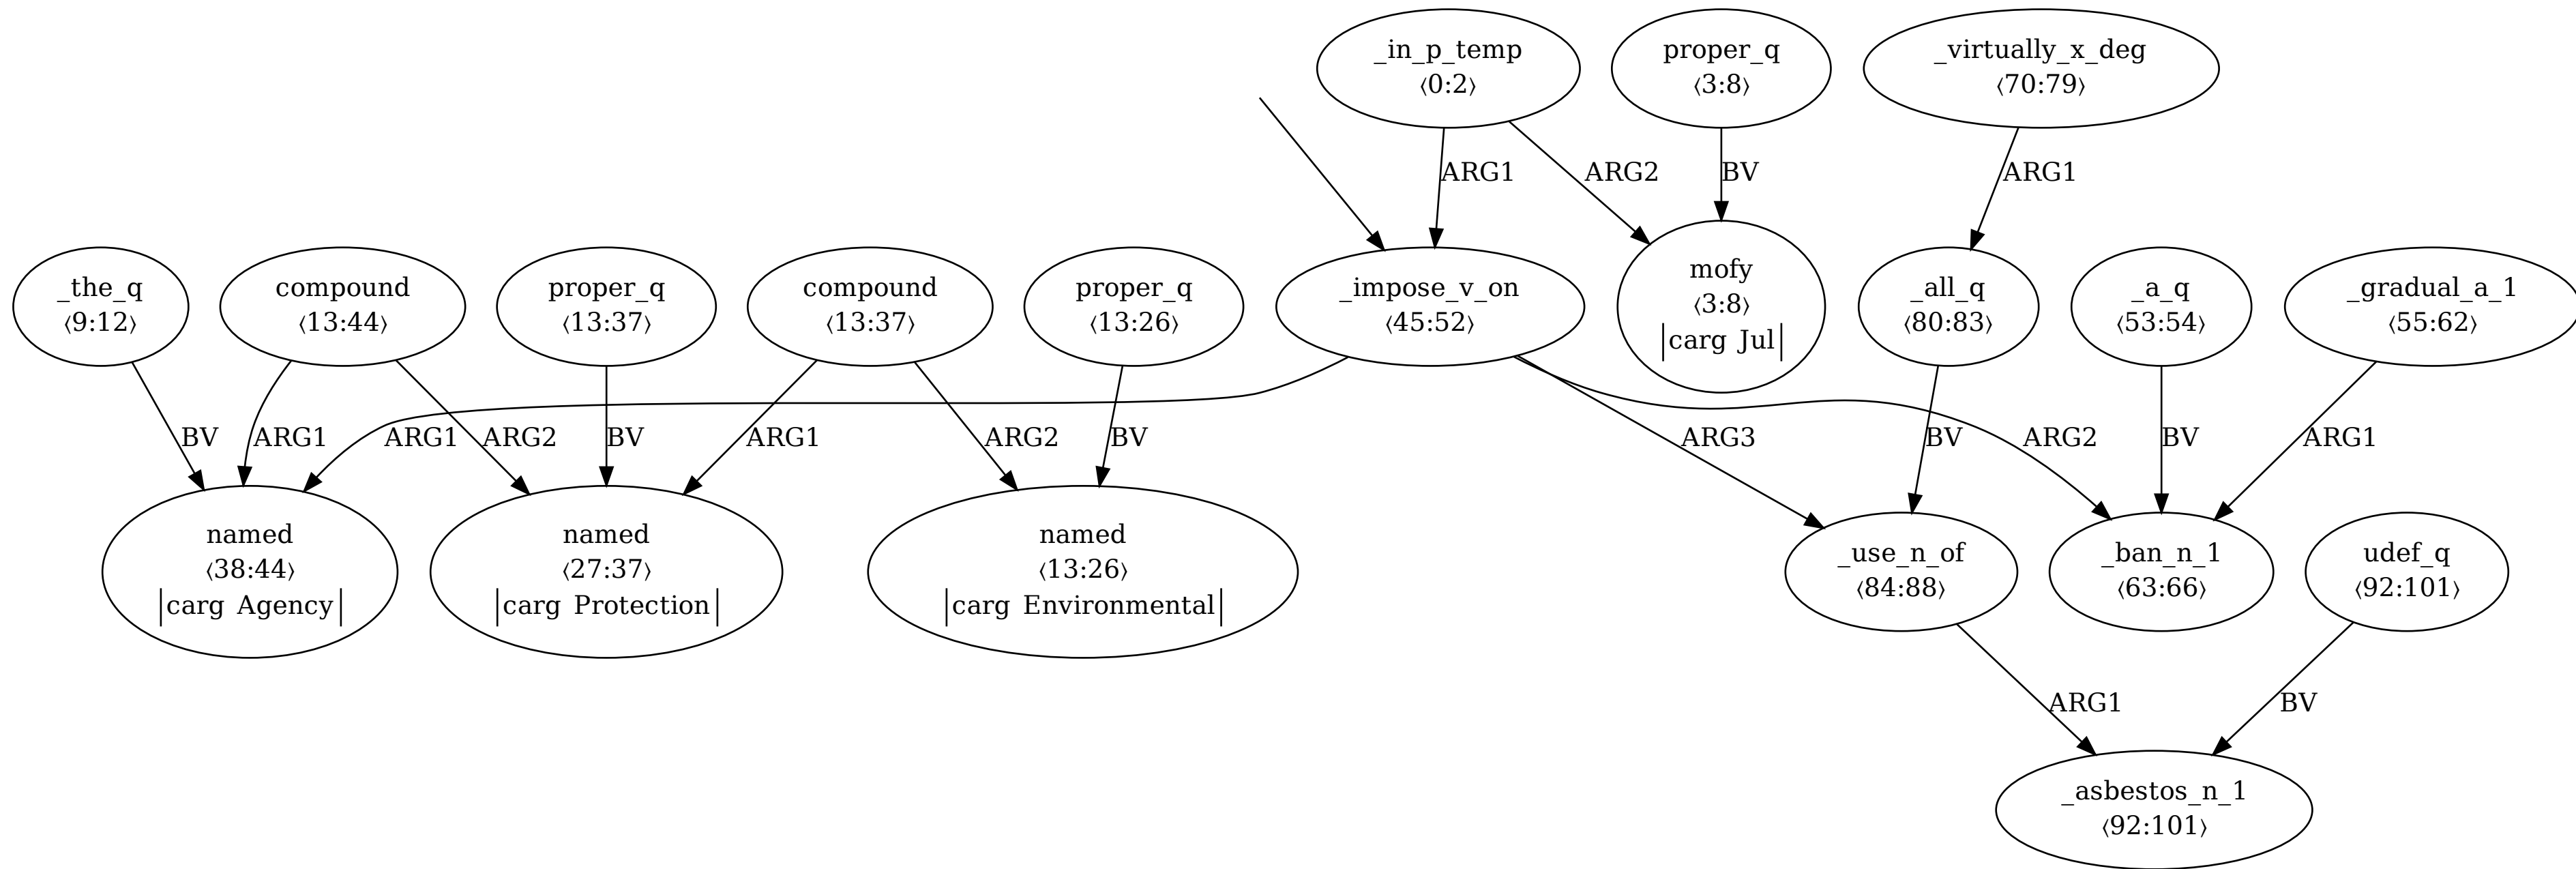 _in_p_temp
⟨0:2⟩
proper_q
⟨3:8⟩
_virtually_x_deg
⟨70:79⟩
ARG1
ARG2
BV
ARG1
_the_q
⟨9:12⟩
compound
⟨13:44⟩
proper_q
⟨13:37⟩
compound
⟨13:37⟩
proper_q
⟨13:26⟩
_impose_v_on
⟨45:52⟩
mofy
⟨3:8⟩
|carg Jul|
_all_q
⟨80:83⟩
_a_q
⟨53:54⟩
_gradual_a_1
⟨55:62⟩
BV
ARG1
ARG1
ARG2
BV
ARG1
ARG2
BV
ARG3
BV
ARG2
BV
ARG1
named
⟨38:44⟩
|carg Agency|
named
⟨27:37⟩
|carg Protection|
named
⟨13:26⟩
|carg Environmental|
_use_n_of
⟨84:88⟩
_ban_n_1
⟨63:66⟩
udef_q
⟨92:101⟩
ARG1
BV
_asbestos_n_1
⟨92:101⟩